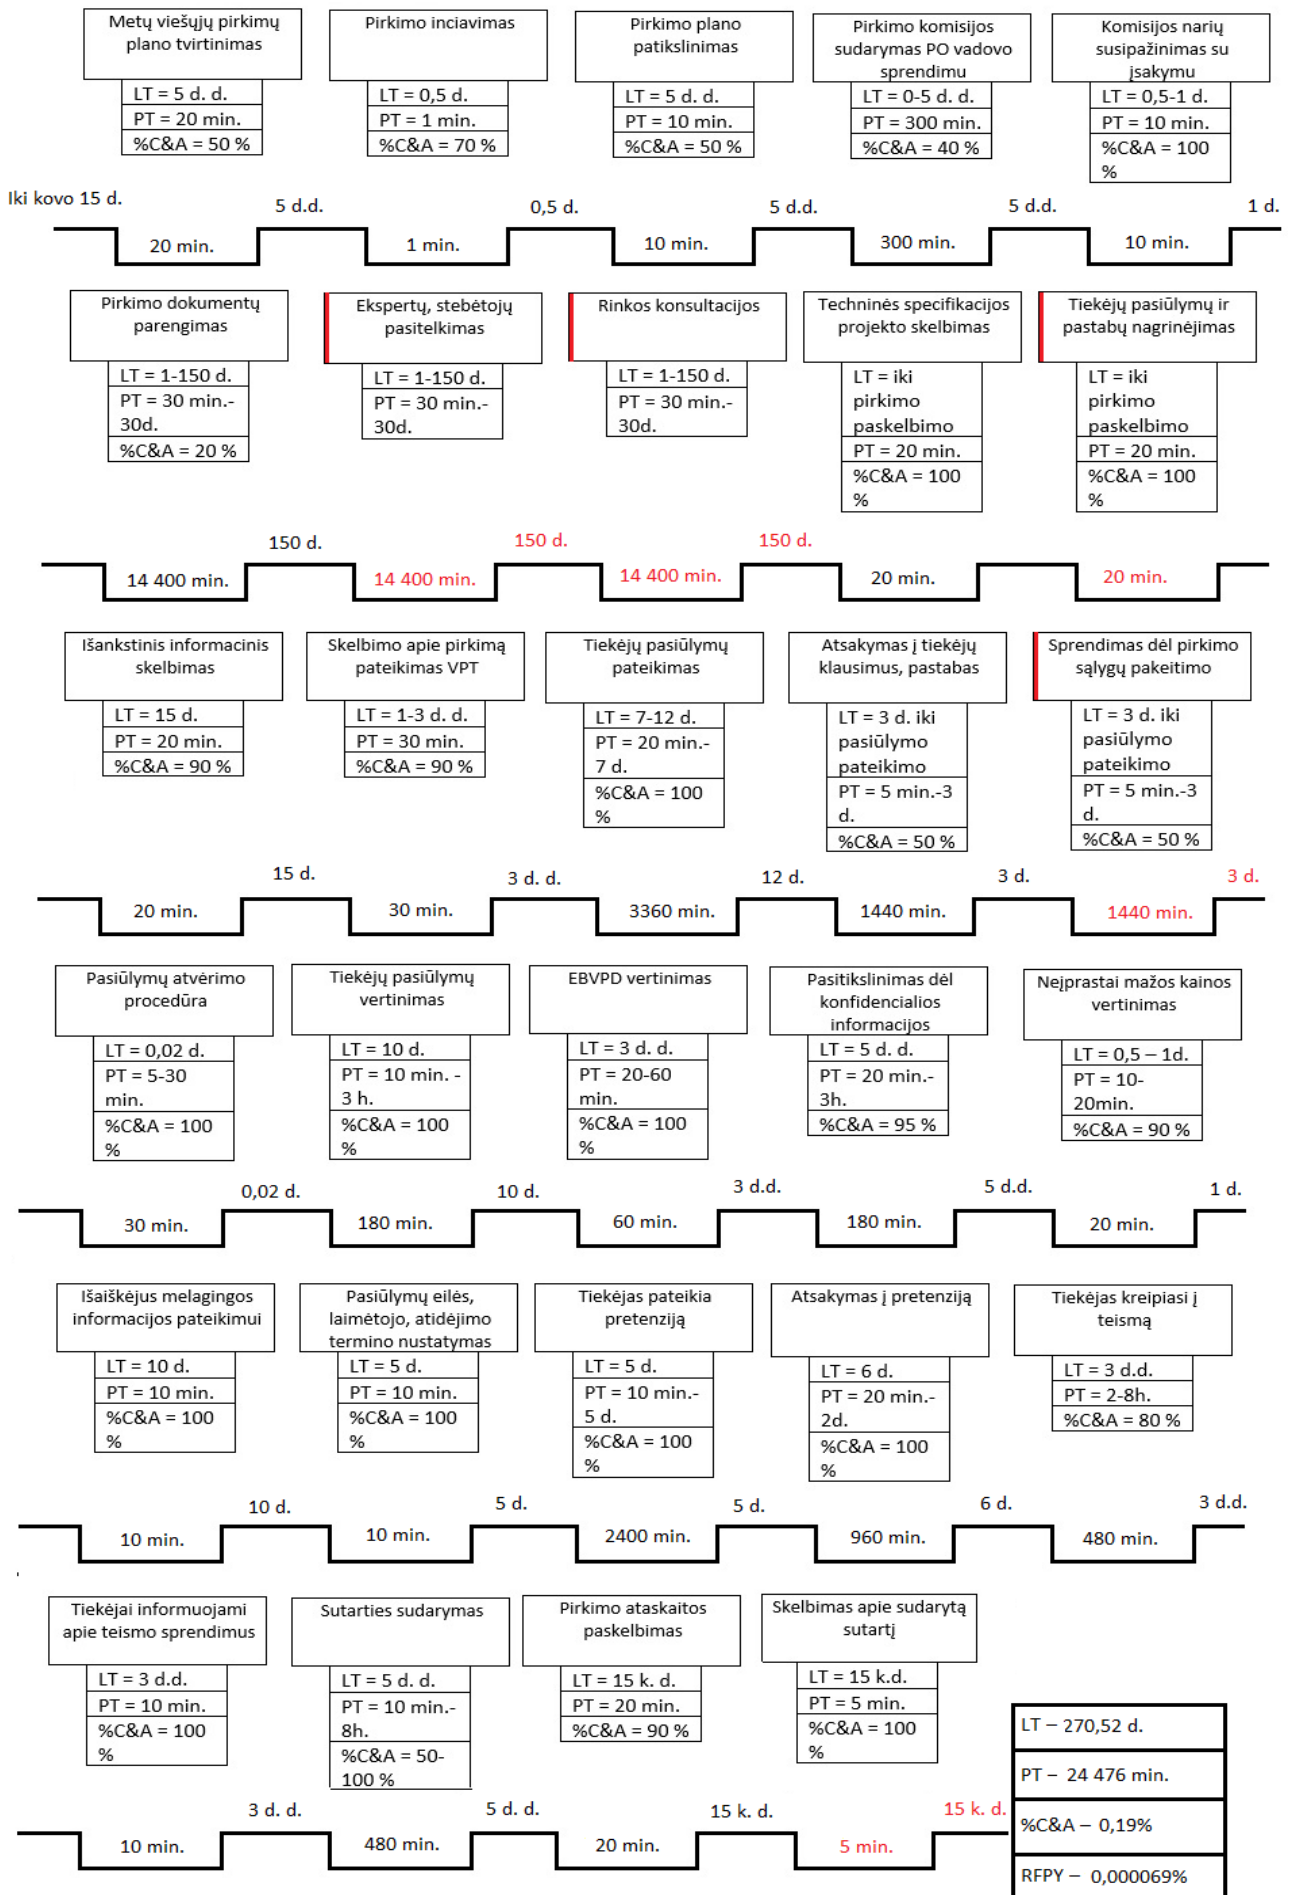 Metų viešųjų pirkimų
plano tvirtinimas
LT = 5 d. d.
PT = 20 min.
%C&A = 50 %
Pirkimo inciavimas
LT = 0,5 d.
PT = 1 min.
%C&A = 70 %
Pirkimo plano
patikslinimas
LT = 5 d. d.
PT = 10 min.
%C&A = 50 %
Pirkimo komisijos
sudarymas PO vadovo
sprendimu
LT = 0-5 d. d.
PT = 300 min.
%C&A = 40 %
Komisijos narių
susipažinimas su
įsakymu
LT = 0,5-1 d.
PT = 10 min.
%C&A = 100
%
Iki kovo 15 d.
20 min.
5 d.d.
1 min.
0,5 d.
10 min.
5 d.d.
300 min.
5 d.d.
10 min.
1 d.
Pirkimo dokumentų
parengimas
LT = 1-150 d.
PT = 30 min.-
30d.
%C&A = 20 %
Ekspertų, stebėtojų
pasitelkimas
LT = 1-150 d.
PT = 30 min.-
30d.
Rinkos konsultacijos
LT = 1-150 d.
PT = 30 min.-
30d.
Techninės specifikacijos
projekto skelbimas
LT = iki
pirkimo
paskelbimo
PT = 20 min.
%C&A = 100
%
Tiekėjų pasiūlymų ir
pastabų nagrinėjimas
LT = iki
pirkimo
paskelbimo
PT = 20 min.
%C&A = 100
%
14 400 min.
150 d.
14 400 min.
150 d.
14 400 min.
150 d.
20 min.
20 min.
Išankstinis informacinis
skelbimas
LT = 15 d.
PT = 20 min.
%C&A = 90 %
Skelbimo apie pirkimą
pateikimas VPT
LT = 1-3 d. d.
PT = 30 min.
%C&A = 90 %
Tiekėjų pasiūlymų
pateikimas
LT = 7-12 d.
PT = 20 min.-
7 d.
%C&A = 100
%
Atsakymas į tiekėjų
klausimus, pastabas
LT = 3 d. iki
pasiūlymo
pateikimo
PT = 5 min.-3
d.
%C&A = 50 %
Sprendimas dėl pirkimo
sąlygų pakeitimo
LT = 3 d. iki
pasiūlymo
pateikimo
PT = 5 min.-3
d.
%C&A = 50 %
20 min.
15 d.
30 min.
3 d. d.
3360 min.
12 d.
1440 min.
3 d.
1440 min.
3 d.
Pasiūlymų atvėrimo
procedūra
LT = 0,02 d.
PT = 5-30
min.
%C&A = 100
%
Tiekėjų pasiūlymų
vertinimas
LT = 10 d.
PT = 10 min. -
3 h.
%C&A = 100
%
EBVPD vertinimas
LT = 3 d. d.
PT = 20-60
min.
%C&A = 100
%
Pasitikslinimas dėl
konfidencialios
informacijos
LT = 5 d. d.
PT = 20 min.-
3h.
%C&A = 95 %
Neįprastai mažos kainos
vertinimas
LT = 0,5 – 1d.
PT = 10-
20min.
%C&A = 90 %
30 min.
0,02 d.
180 min.
10 d.
60 min.
3 d.d.
180 min.
5 d.d.
20 min.
1 d.
Išaiškėjus melagingos
informacijos pateikimui
LT = 10 d.
PT = 10 min.
%C&A = 100
%
Pasiūlymų eilės,
laimėtojo, atidėjimo
termino nustatymas
LT = 5 d.
PT = 10 min.
%C&A = 100
%
Tiekėjas pateikia
pretenziją
LT = 5 d.
PT = 10 min.-
5 d.
%C&A = 100
%
Atsakymas į pretenziją
LT = 6 d.
PT = 20 min.-
2d.
%C&A = 100
%
Tiekėjas kreipiasi į
teismą
LT = 3 d.d.
PT = 2-8h.
%C&A = 80 %
10 min.
10 d.
10 min.
5 d.
2400 min.
5 d.
960 min.
6 d.
480 min.
3 d.d.
Tiekėjai informuojami
apie teismo sprendimus
LT = 3 d.d.
PT = 10 min.
%C&A = 100
%
Sutarties sudarymas
LT = 5 d. d.
PT = 10 min.-
8h.
%C&A = 50-
100 %
Pirkimo ataskaitos
paskelbimas
LT = 15 k. d.
PT = 20 min.
%C&A = 90 %
Skelbimas apie sudarytą
sutartį
LT = 15 k.d.
PT = 5 min.
%C&A = 100
%
10 min.
3 d. d.
480 min.
5 d. d.
20 min.
15 k. d.
5 min.
15 k. d.
LT – 270,52 d.
PT – 24 476 min.
%C&A – 0,19%
RFPY – 0,000069%